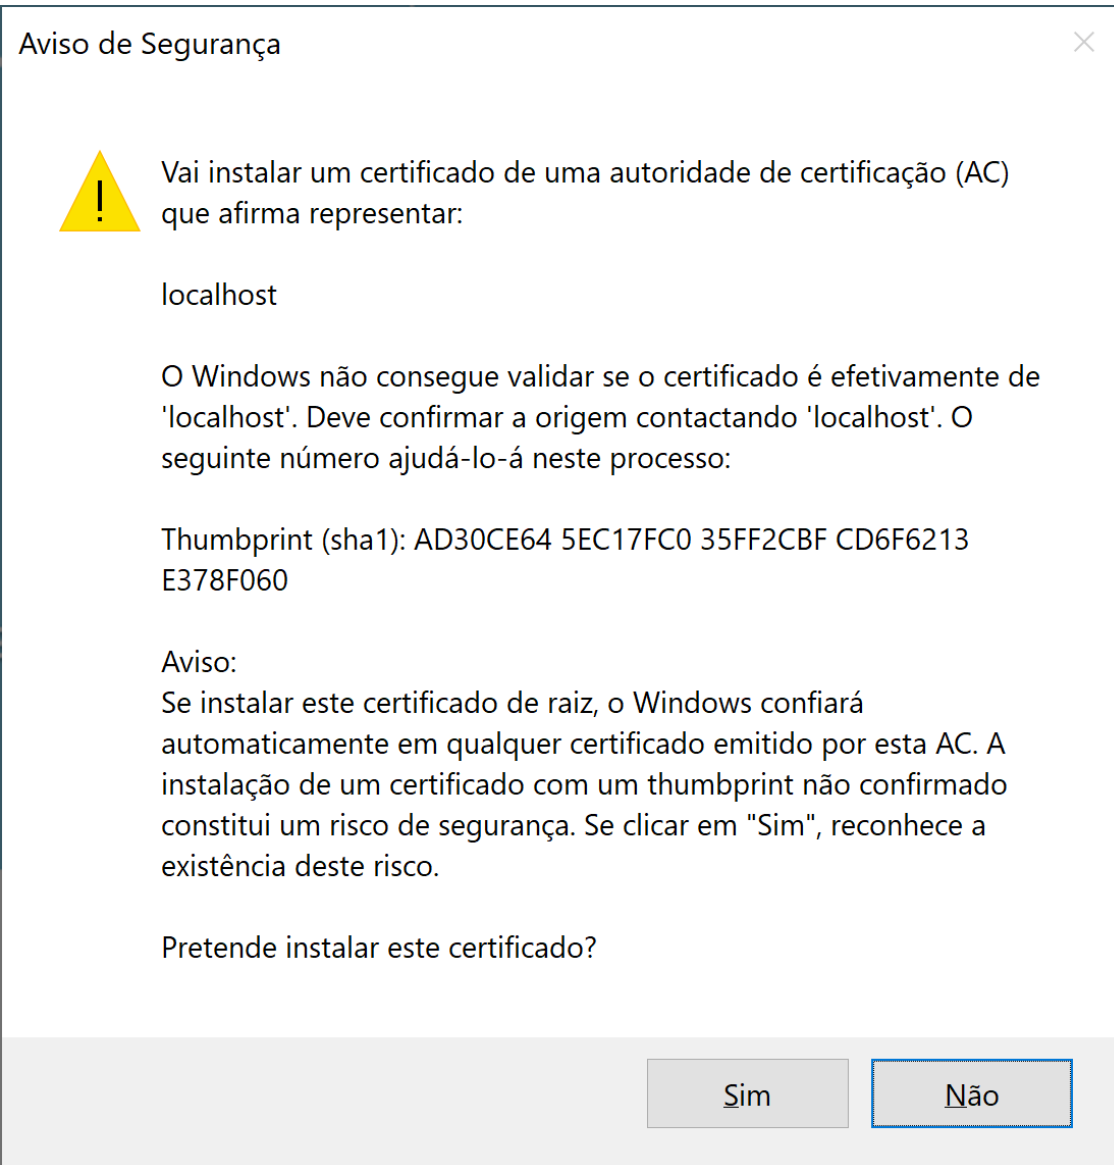 Aviso de Segurança
Vai instalar um certificado de uma autoridade de certificação (AC)
que afirma representar:
localhost
O Windows não consegue validar se o certificado é efetivamente de
'localhost'. Deve confirmar a origem contactando 'localhost'. O
seguinte número ajudá-lo-á neste processo:
Thumbprint (sha1): AD30CE64 5EC17FC0 35FF2CBF CD6F6213
E378F060
Aviso:
Se instalar este certificado de raiz, o Windows confiará
automaticamente em qualquer certificado emitido por esta AC. A
instalação de um certificado com um thumbprint não confirmado
constitui um risco de segurança. Se clicar em "Sim", reconhece a
existência deste risco.
Pretende instalar este certificado?
Sim
Não